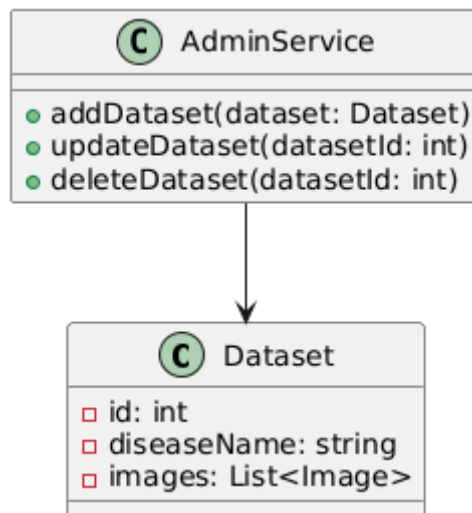 C AdminService
addDataset(dataset: Dataset)
updateDataset(datasetId: int)
deleteDataset(datasetId: int)
C Dataset
id: int
diseaseName: string
images: List<Image>